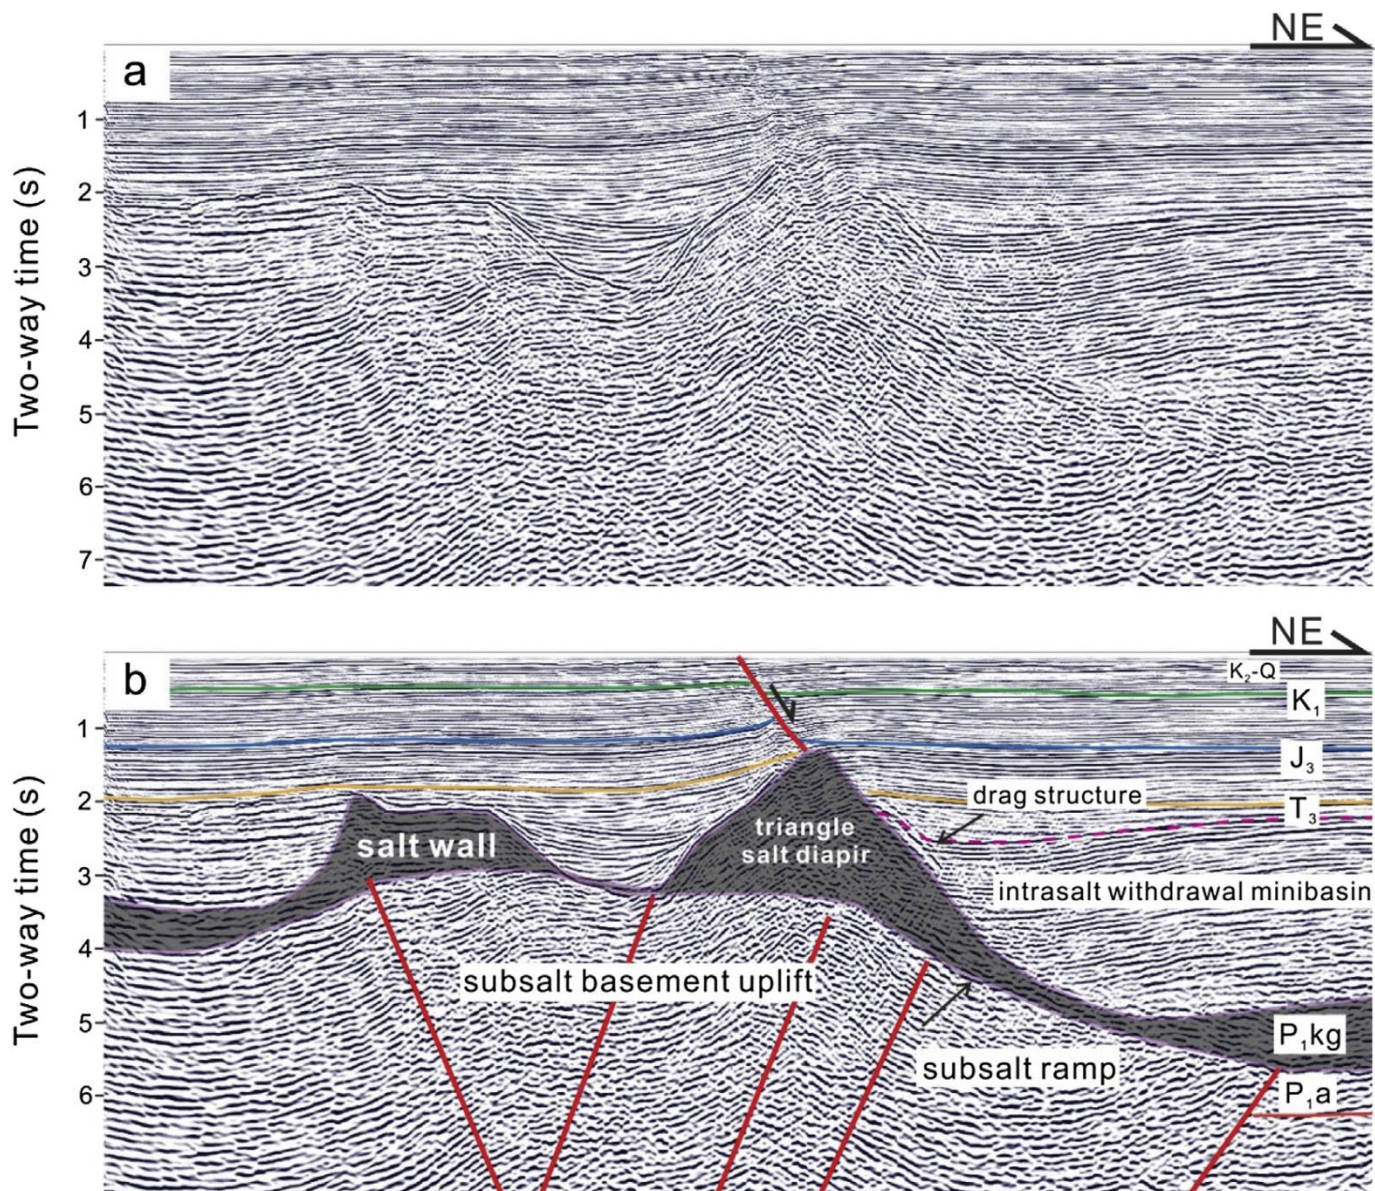 NE
a
1
2
3
4
5
6
7
Two-way time (s)
NE
b
K₂-Q
K₁
1
J₃
2
drag structure
T₃
triangle
salt diapir
salt wall
3
intrasalt withdrawal minibasin
4
subsalt basement uplift
5
P₁kg
subsalt ramp
6
P₁a
Two-way time (s)